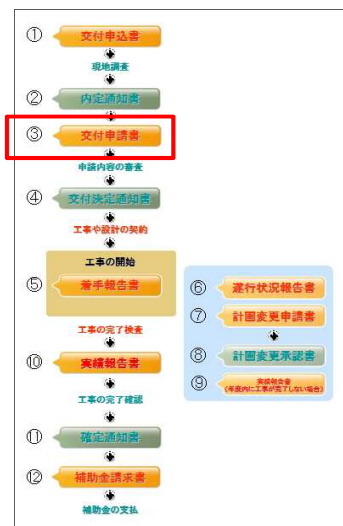 ① 交付申込書
現地調査
② 内定通知書
③ 交付申請書
申請内容の審査
④ 交付決定通知書
工事や設計の契約
工事の開始
⑤ 着手報告書
工事の完了検査
⑩ 実績報告書
工事の完了確認
⑪ 確定通知書
⑫ 補助金請求書
補助金の支払
⑥ 遂行状況報告書
⑦ 計画変更申請書
⑧ 計画変更承認書
⑨ 実績報告書
(年度内に工事が完了しない場合)